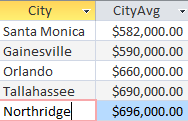 City CityAvg
Santa Monica $582,000.00
Gainesville $590,000.00
Orlando $660,000.00
Tallahassee $690,000.00
Northridge $696,000.00